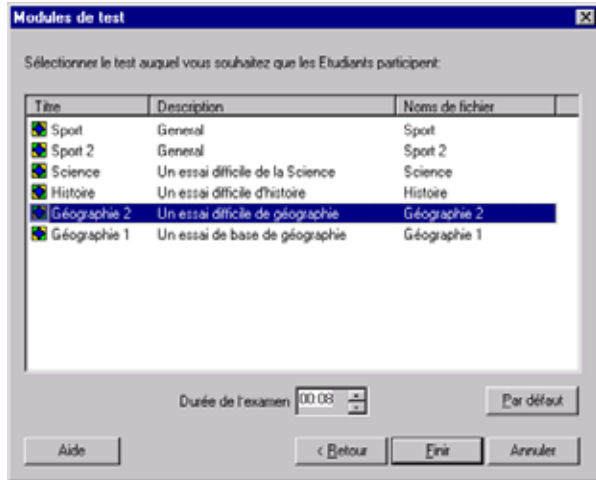 Modules de test
Sélectionner le test auquel vous souhaitez que les Etudiants participent:
Titre Description Noms de fichier
Sport General Sport
Sport 2 General Sport 2
Science Un essai difficile de la Science Science
Histoire Un essai difficile d'histoire Histoire
Géographie 2 Un essai difficile de géographie Géographie 2
Géographie 1 Un essai de base de géographie Géographie 1
Durée de l'examen 00:08 Par défaut
Aide < Retour Finir Annuler